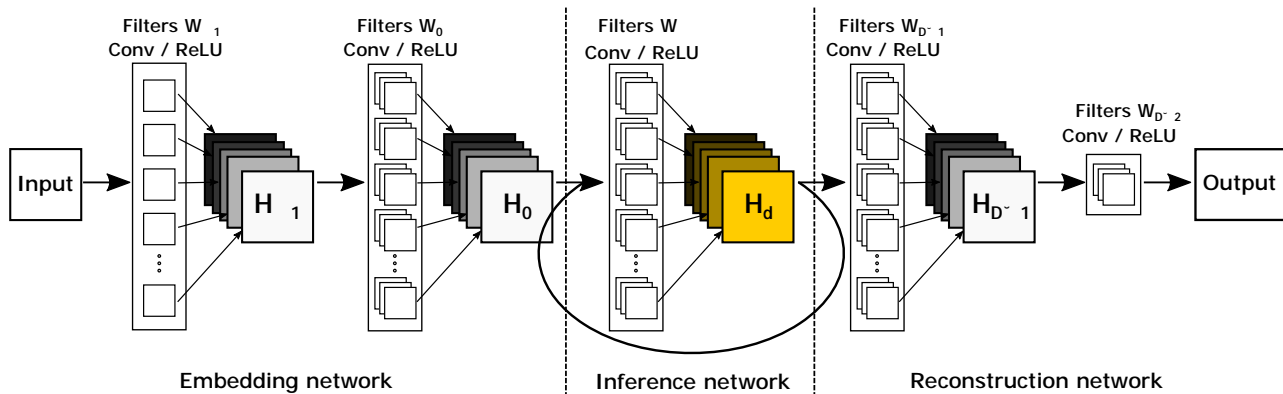 Filters W 1
Conv / ReLU
Filters W0
Conv / ReLU
Filters W
Conv / ReLU
Filters WD˘ 1
Conv / ReLU
Filters WD˘ 2
Conv / ReLU
Input
H 1
H0
Hd
HD˘ 1
Output
Embedding network
Inference network
Reconstruction network